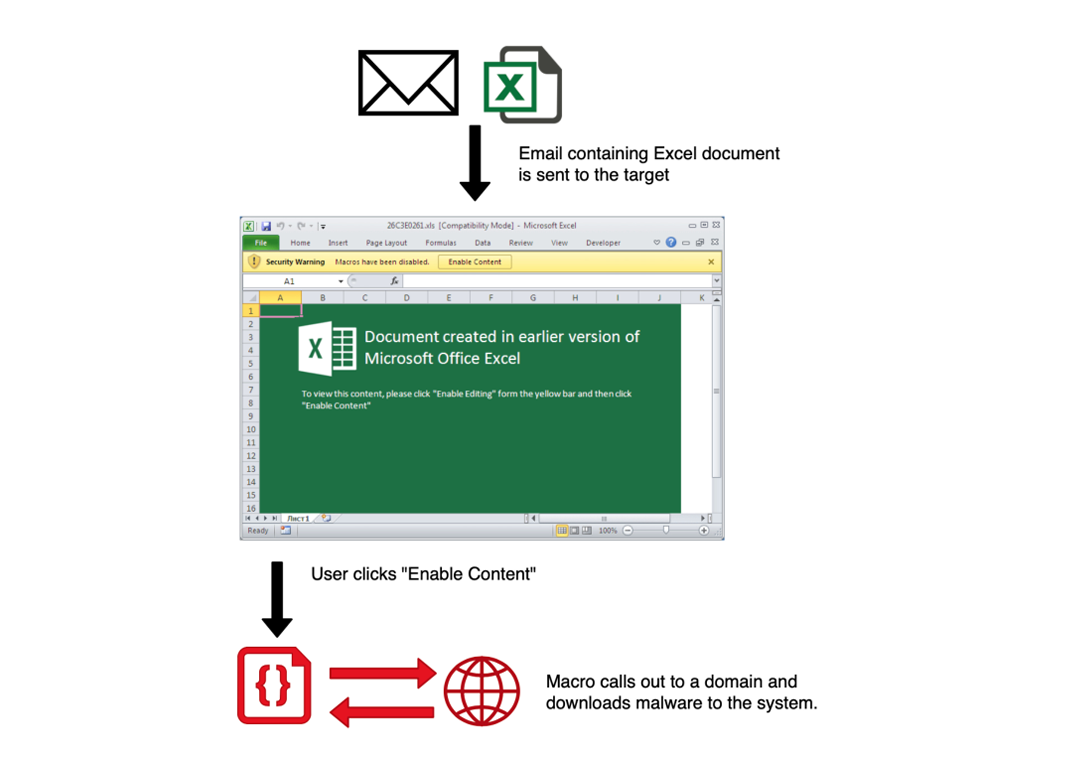 X
Email containing Excel document
is sent to the target
26C3E0261.xls [Compatibility Mode] - Microsoft Excel
File Home Insert Page Layout Formulas Data Review View Developer
Security Warning Macros have been disabled. Enable Content
A1 fx
A B C D E F G H I J K
1
2
3
4
5
6
7
8
9
10
11
12
13
14
15
16
X
Document created in earlier version of
Microsoft Office Excel
To view this content, please click "Enable Editing" form the yellow bar and then click
"Enable Content"
Лист1
Ready 100%
User clicks "Enable Content"
{}
Macro calls out to a domain and
downloads malware to the system.